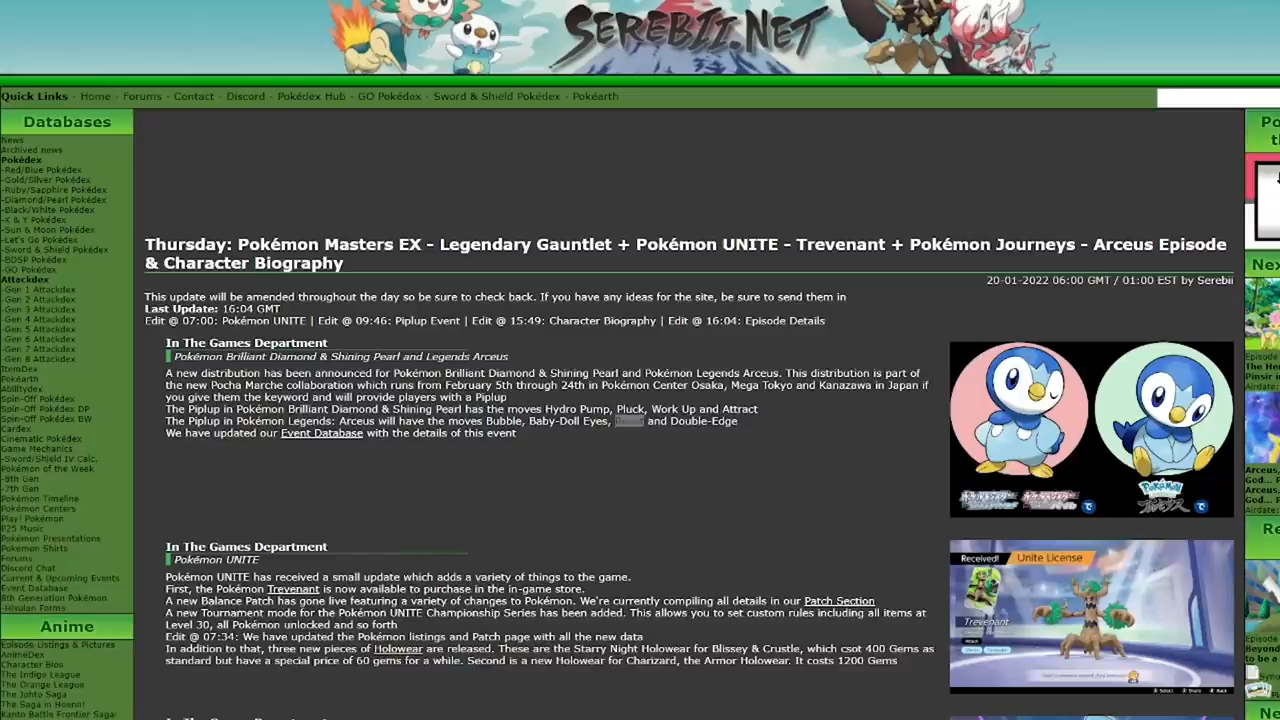 SEREBII.NET
Quick Links - Home - Forums - Contact - Discord - Pokédex Hub - GO Pokédex - Sword & Shield Pokédex - Pokéarth
Databases
News
Archived news
Pokédex
-Red/Blue Pokédex
-Gold/Silver Pokédex
-Ruby/Sapphire Pokédex
-Diamond/Pearl Pokédex
-Black/White Pokédex
-X & Y Pokédex
-Sun & Moon Pokédex
-Let's Go Pokédex
-Sword & Shield Pokédex
-BDSP Pokédex
-GO Pokédex
Attackdex
-Gen 1 Attackdex
-Gen 2 Attackdex
-Gen 3 Attackdex
-Gen 4 Attackdex
-Gen 5 Attackdex
-Gen 6 Attackdex
-Gen 7 Attackdex
-Gen 8 Attackdex
ItemDex
Pokéarth
Abilitydex
Spin-Off Pokédex
Spin-Off Pokédex DP
Spin-Off Pokédex BW
Cardex
Cinematic Pokédex
Game Mechanics
-Sword/Shield IV Calc.
Pokémon of the Week
-8th Gen
-7th Gen
Pokémon Timeline
Pokémon Centers
Play! Pokémon
P25 Music
Pokémon Presentations
Pokemon Shirts
Forums
Discord Chat
Current & Upcoming Events
Event Database
8th Generation Pokémon
-Hisuian Forms
Anime
Episode Listings & Pictures
AnimeDex
Character Bios
The Indigo League
The Orange League
The Johto Saga
The Saga in Hoenn!
Kanto Battle Frontier Saga!
Thursday: Pokémon Masters EX - Legendary Gauntlet + Pokémon UNITE - Trevenant + Pokémon Journeys - Arceus Episode
& Character Biography
20-01-2022 06:00 GMT / 01:00 EST by Serebii
This update will be amended throughout the day so be sure to check back. If you have any ideas for the site, be sure to send them in
Last Update: 16:04 GMT
Edit @ 07:00: Pokémon UNITE | Edit @ 09:46: Piplup Event | Edit @ 15:49: Character Biography | Edit @ 16:04: Episode Details
In The Games Department
Pokémon Brilliant Diamond & Shining Pearl and Legends Arceus
A new distribution has been announced for Pokémon Brilliant Diamond & Shining Pearl and Pokémon Legends Arceus. This distribution is part of
the new Pocha Marche collaboration which runs from February 5th through 24th in Pokémon Center Osaka, Mega Tokyo and Kanazawa in Japan if
you give them the keyword and will provide players with a Piplup
The Piplup in Pokémon Brilliant Diamond & Shining Pearl has the moves Hydro Pump, Pluck, Work Up and Attract
The Piplup in Pokémon Legends: Arceus will have the moves Bubble, Baby-Doll Eyes, and Double-Edge
We have updated our Event Database with the details of this event
In The Games Department
Pokémon UNITE
Pokémon UNITE has received a small update which adds a variety of things to the game.
First, the Pokémon Trevenant is now available to purchase in the in-game store.
A new Balance Patch has gone live featuring a variety of changes to Pokémon. We're currently compiling all details in our Patch Section
A new Tournament mode for the Pokémon UNITE Championship Series has been added. This allows you to set custom rules including all items at
Level 30, all Pokémon unlocked and so forth
Edit @ 07:34: We have updated the Pokémon listings and Patch page with all the new data
In addition to that, three new pieces of Holowear are released. These are the Starry Night Holowear for Blissey & Crustle, which csot 400 Gems as
standard but have a special price of 60 gems for a while. Second is a new Holowear for Charizard, the Armor Holowear. It costs 1200 Gems
Received! Unite License
Trevenant
Po
t
Nex
Episode
The He
Pinsir i
Airdate:
Arceus,
God...
Arceus,
God...
Airdate:
Re
Episode
Beyond
to be a
Ne